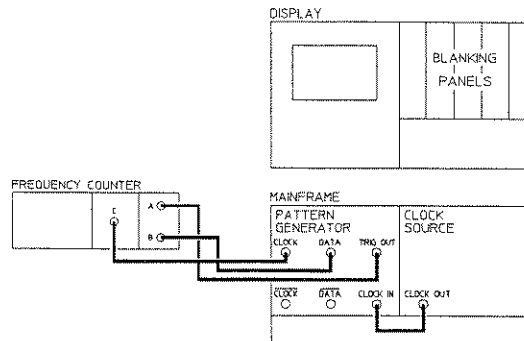 DISPLAY
BLANKING
PANELS
FREQUENCY COUNTER
A
B
MAINFRAME
PATTERN
GENERATOR
CLOCK
SOURCE
CLOCK
DATA
TRIG OUT
CLOCK
DATA
CLOCK IN
CLOCK OUT